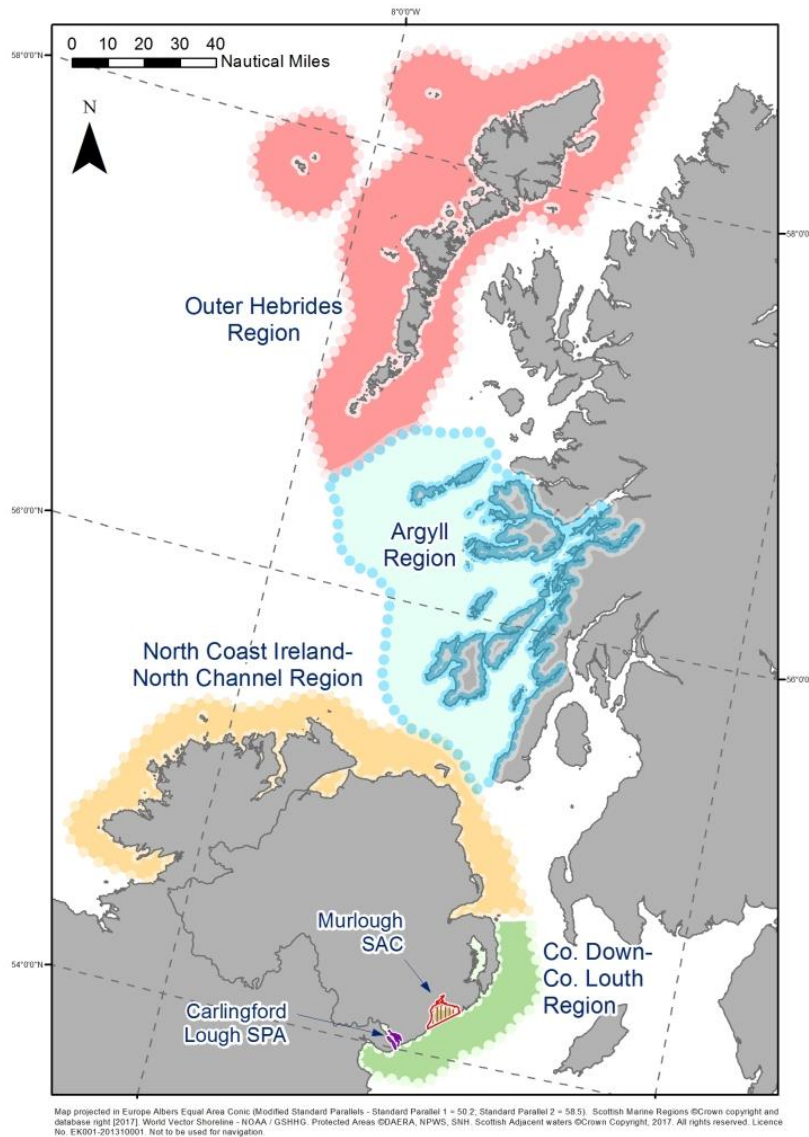 8°0'0"W
58°0'0"N
0 10 20 30 40
Nautical Miles
N
58°0'0"N
Outer Hebrides
Region
56°0'0"N
Argyll
Region
North Coast Ireland-
North Channel Region
56°0'0"N
Murlough
SAC
Co. Down-
Co. Louth
Region
54°0'0"N
Carlingford
Lough SPA
Map projected in Europe Albers Equal Area Conic (Modified Standard Parallels - Standard Parallel 1 = 50.2; Standard Parallel 2 = 58.5). Scottish Marine Regions ©Crown copyright and
database right [2017]. World Vector Shoreline - NOAA / GSHHG. Protected Areas ©DAERA, NPWS, SNH. Scottish Adjacent waters ©Crown Copyright, 2017. All rights reserved. Licence
No. EK001-201310001. Not to be used for navigation.